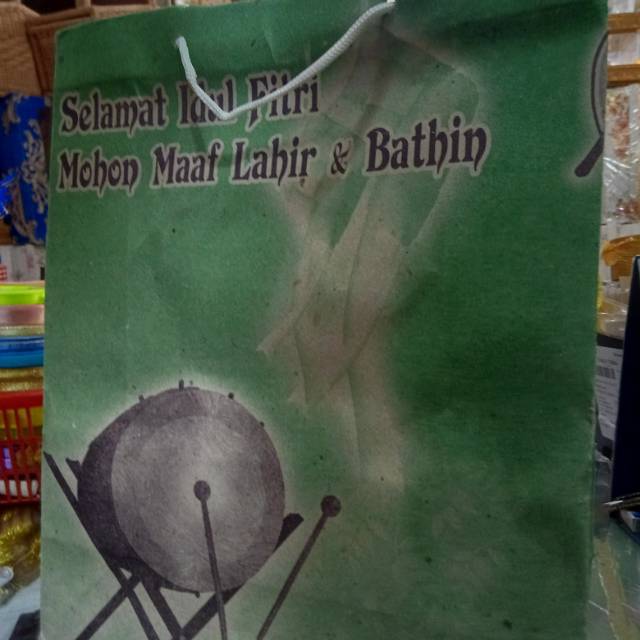 Selamat Idul Fitri
Mohon Maaf Lahir & Bathin